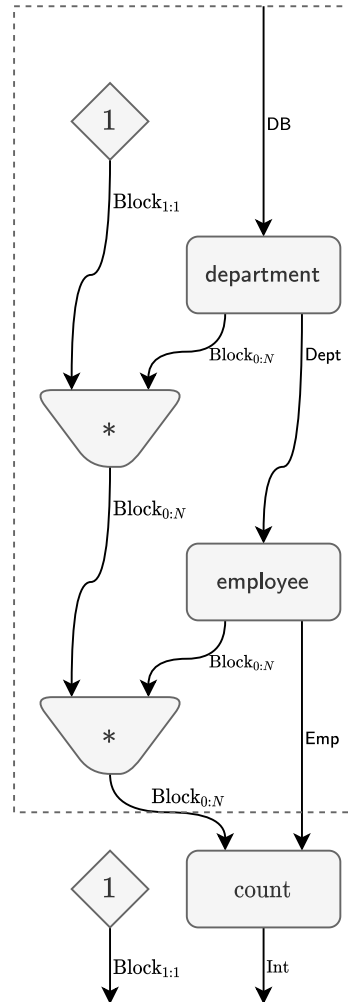 1
DB
Block₁:₁
department
Block₀:N
Dept
*
Block₀:N
employee
Block₀:N
*
Emp
Block₀:N
1
count
Block₁:₁
Int